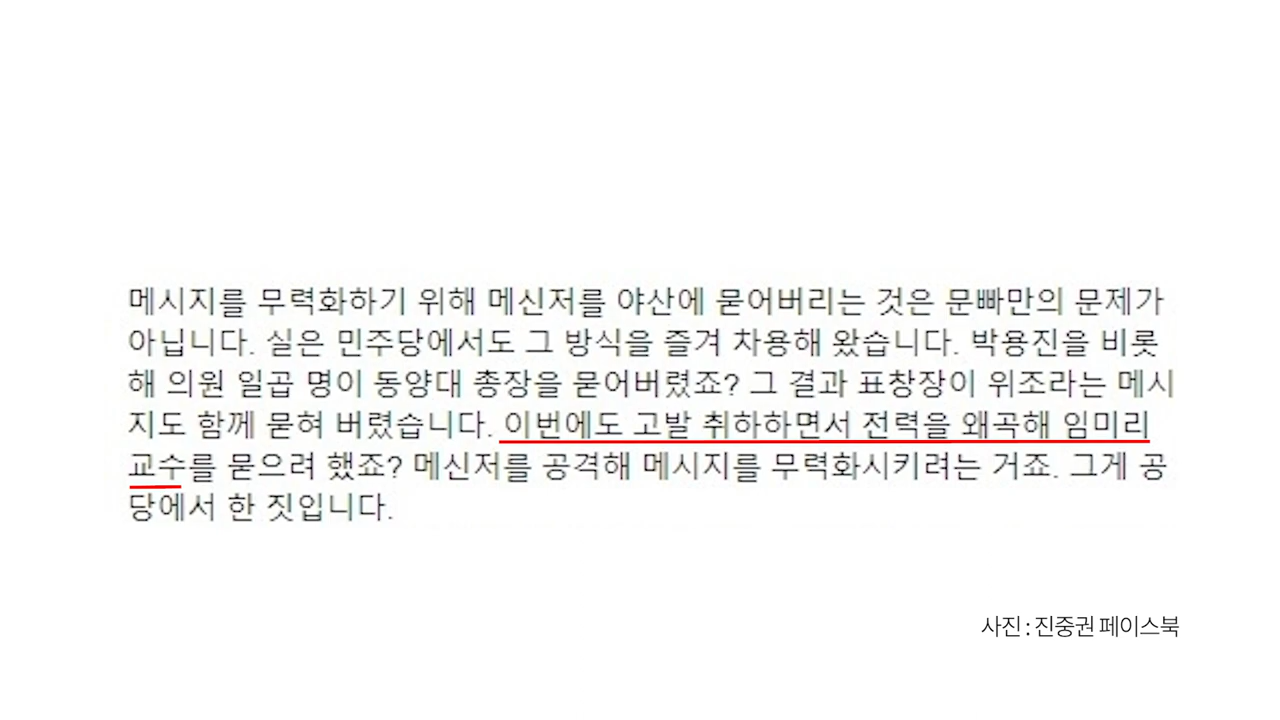 메시지를 무력화하기 위해 메신저를 야산에 묻어버리는 것은 문빠만의 문제가
아닙니다. 실은 민주당에서도 그 방식을 즐겨 차용해 왔습니다. 박용진을 비롯
해 의원 일곱 명이 동양대 총장을 묻어버렸죠? 그 결과 표창장이 위조라는 메시
지도 함께 묻혀 버렸습니다. 이번에도 고발 취하하면서 전력을 왜곡해 임미리
교수를 묻으려 했죠? 메신저를 공격해 메시지를 무력화시키려는 거죠. 그게 공
당에서 한 짓입니다.
사진 : 진중권 페이스북